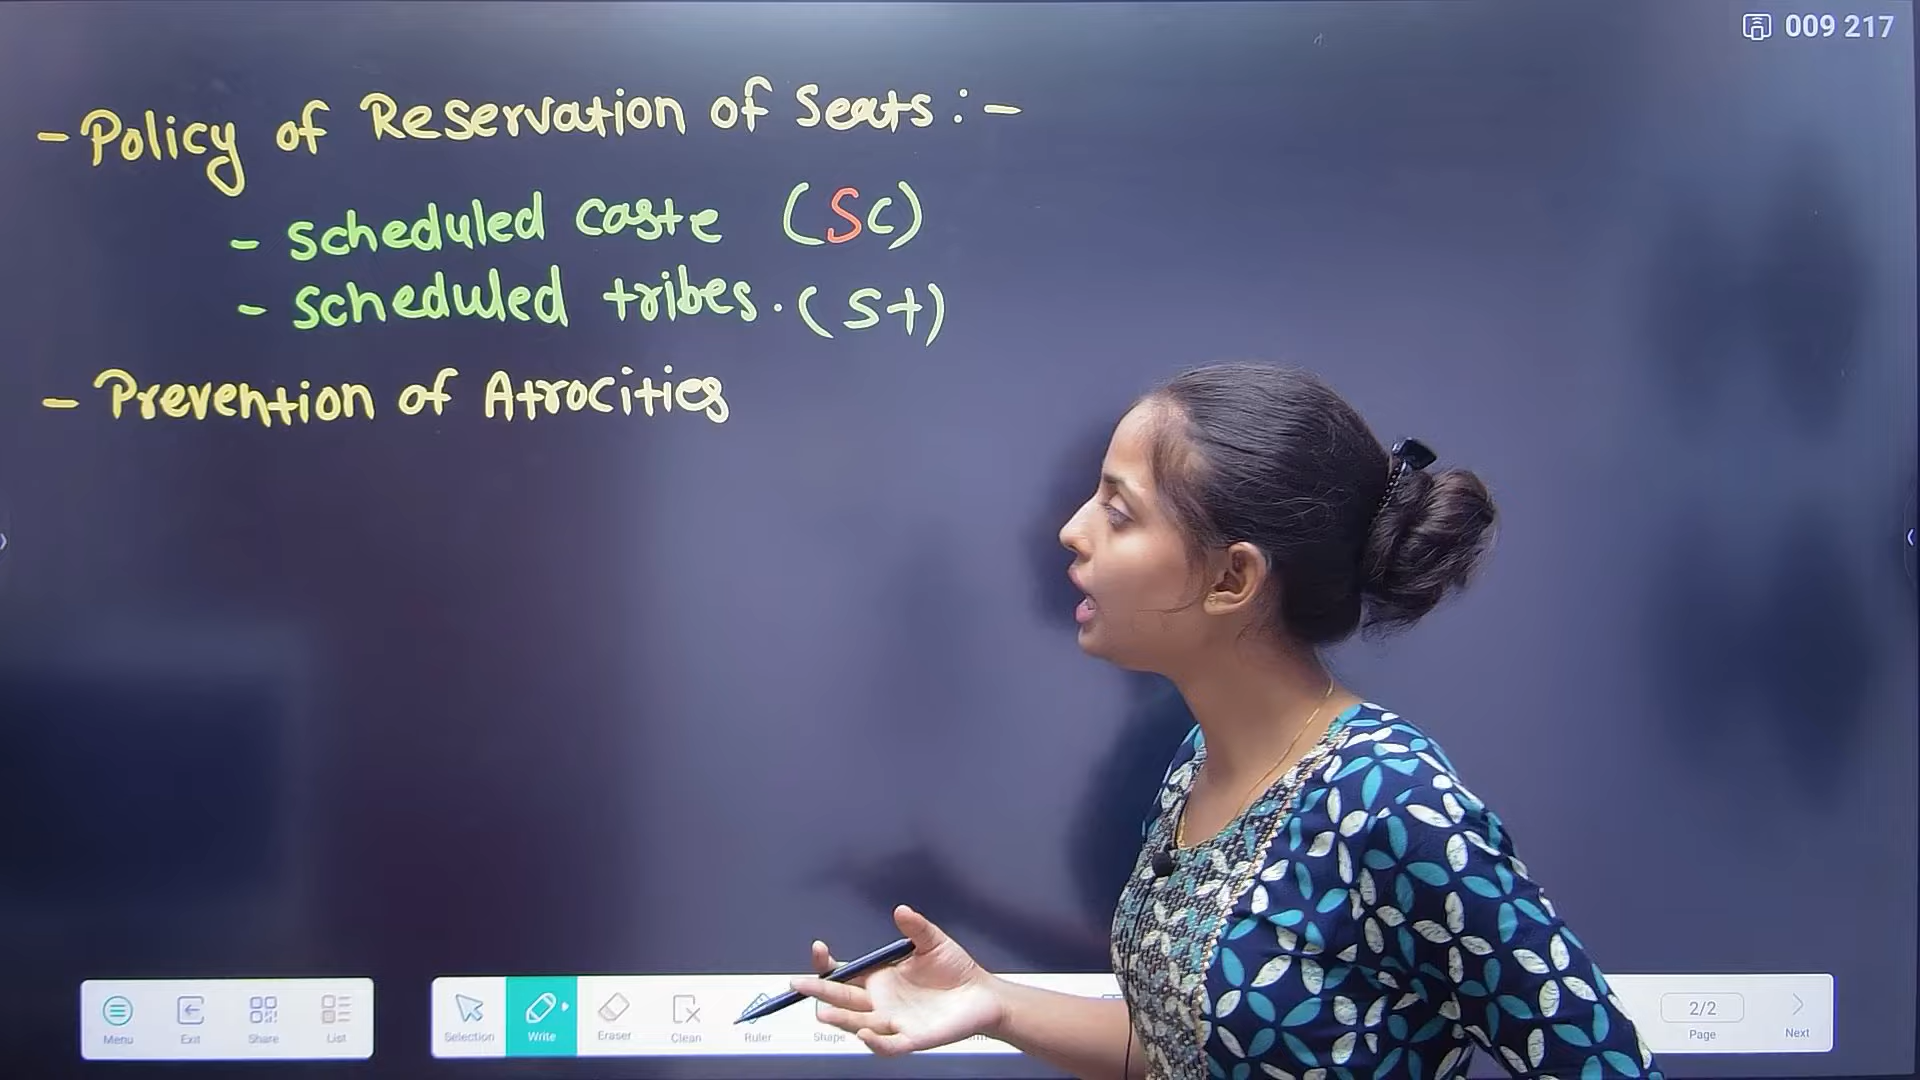 009 217
- Policy of Reservation of Seats :-
- scheduled caste (SC)
- scheduled tribes. (St)
- Prevention of Atrocities
Menu Exit Share List
Selection Write Eraser Clean Ruler Shape
2/2
Page Next